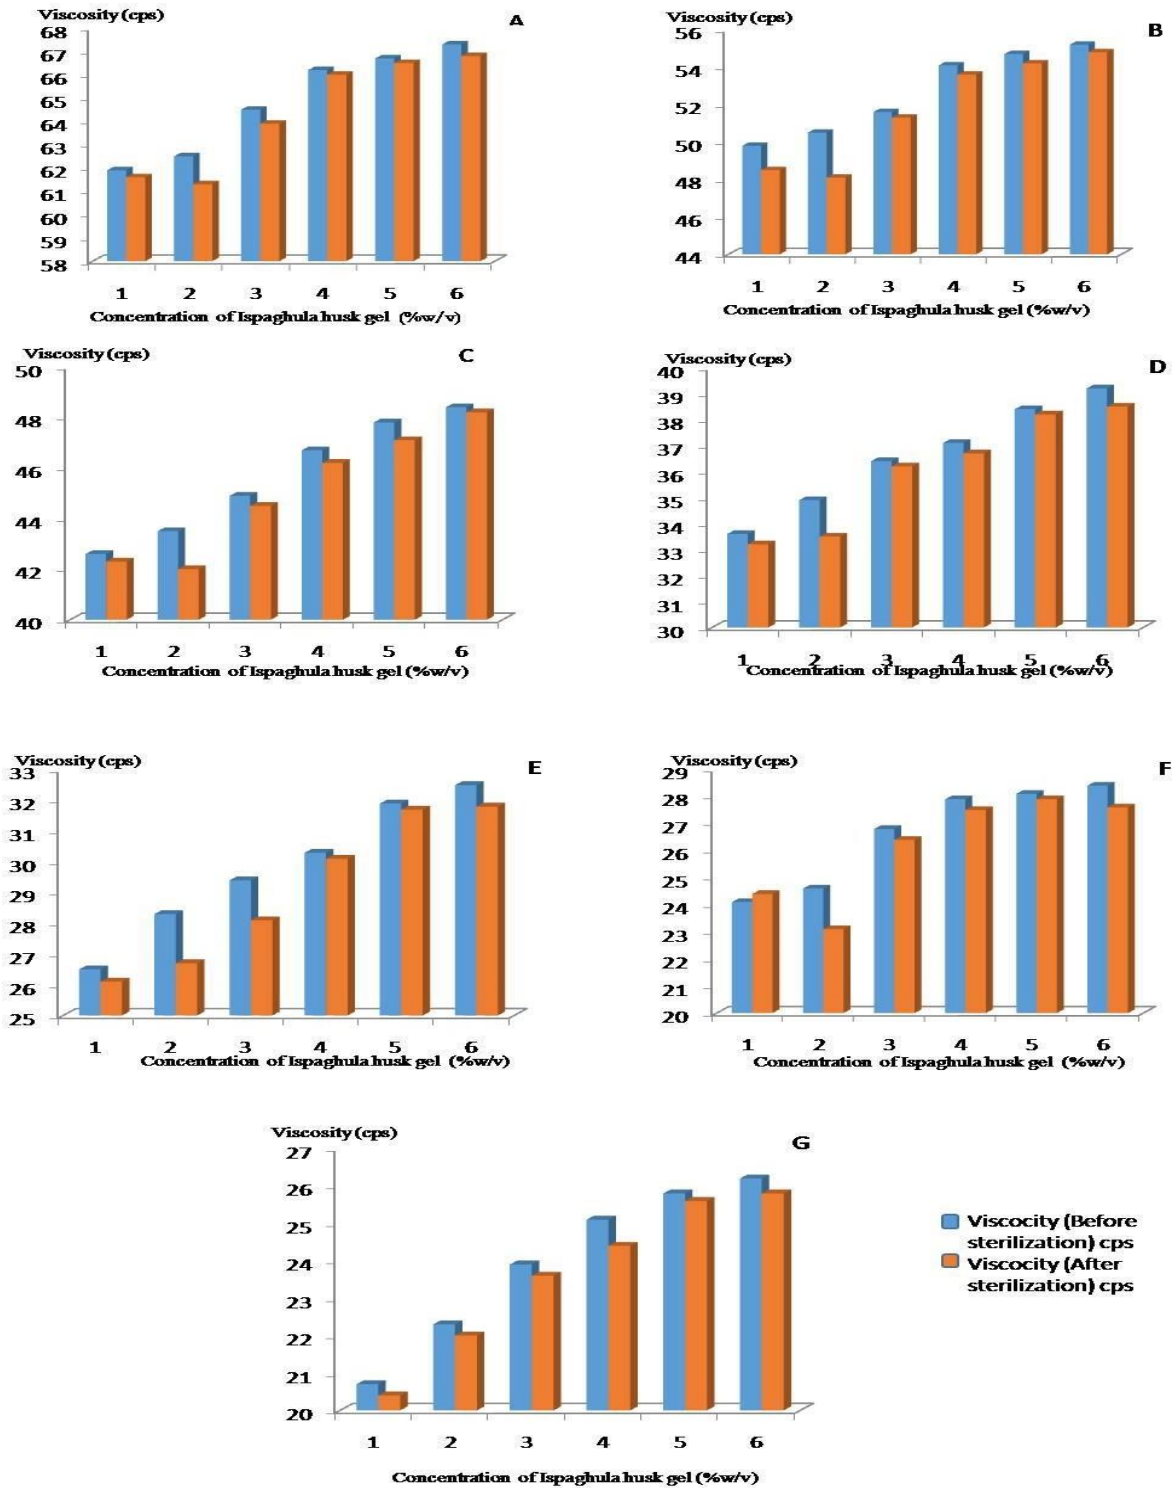 Viscosity (cps)
A
68
67
66
65
64
63
62
61
60
59
58
1 2 3 4 5 6
Concentration of Ispaghula husk gel (%w/v)
Viscosity (cps)
B
56
54
52
50
48
46
44
1 2 3 4 5 6
Concentration of Ispaghula husk gel (%w/v)
Viscosity (cps)
C
50
48
46
44
42
40
1 2 3 4 5 6
Concentration of Ispaghula husk gel (%w/v)
Viscosity (cps)
D
40
39
38
37
36
35
34
33
32
31
30
1 2 3 4 5 6
Concentration of Ispaghula husk gel (%w/v)
Viscosity (cps)
E
33
32
31
30
29
28
27
26
25
1 2 3 4 5 6
Concentration of Ispaghula husk gel (%w/v)
Viscosity (cps)
F
29
28
27
26
25
24
23
22
21
20
1 2 3 4 5 6
Concentration of Ispaghula husk gel (%w/v)
Viscosity (cps)
G
27
26
25
24
23
22
21
20
1 2 3 4 5 6
Concentration of Ispaghula husk gel (%w/v)
Viscocity (Before
sterilization) cps
Viscocity (After
sterilization) cps